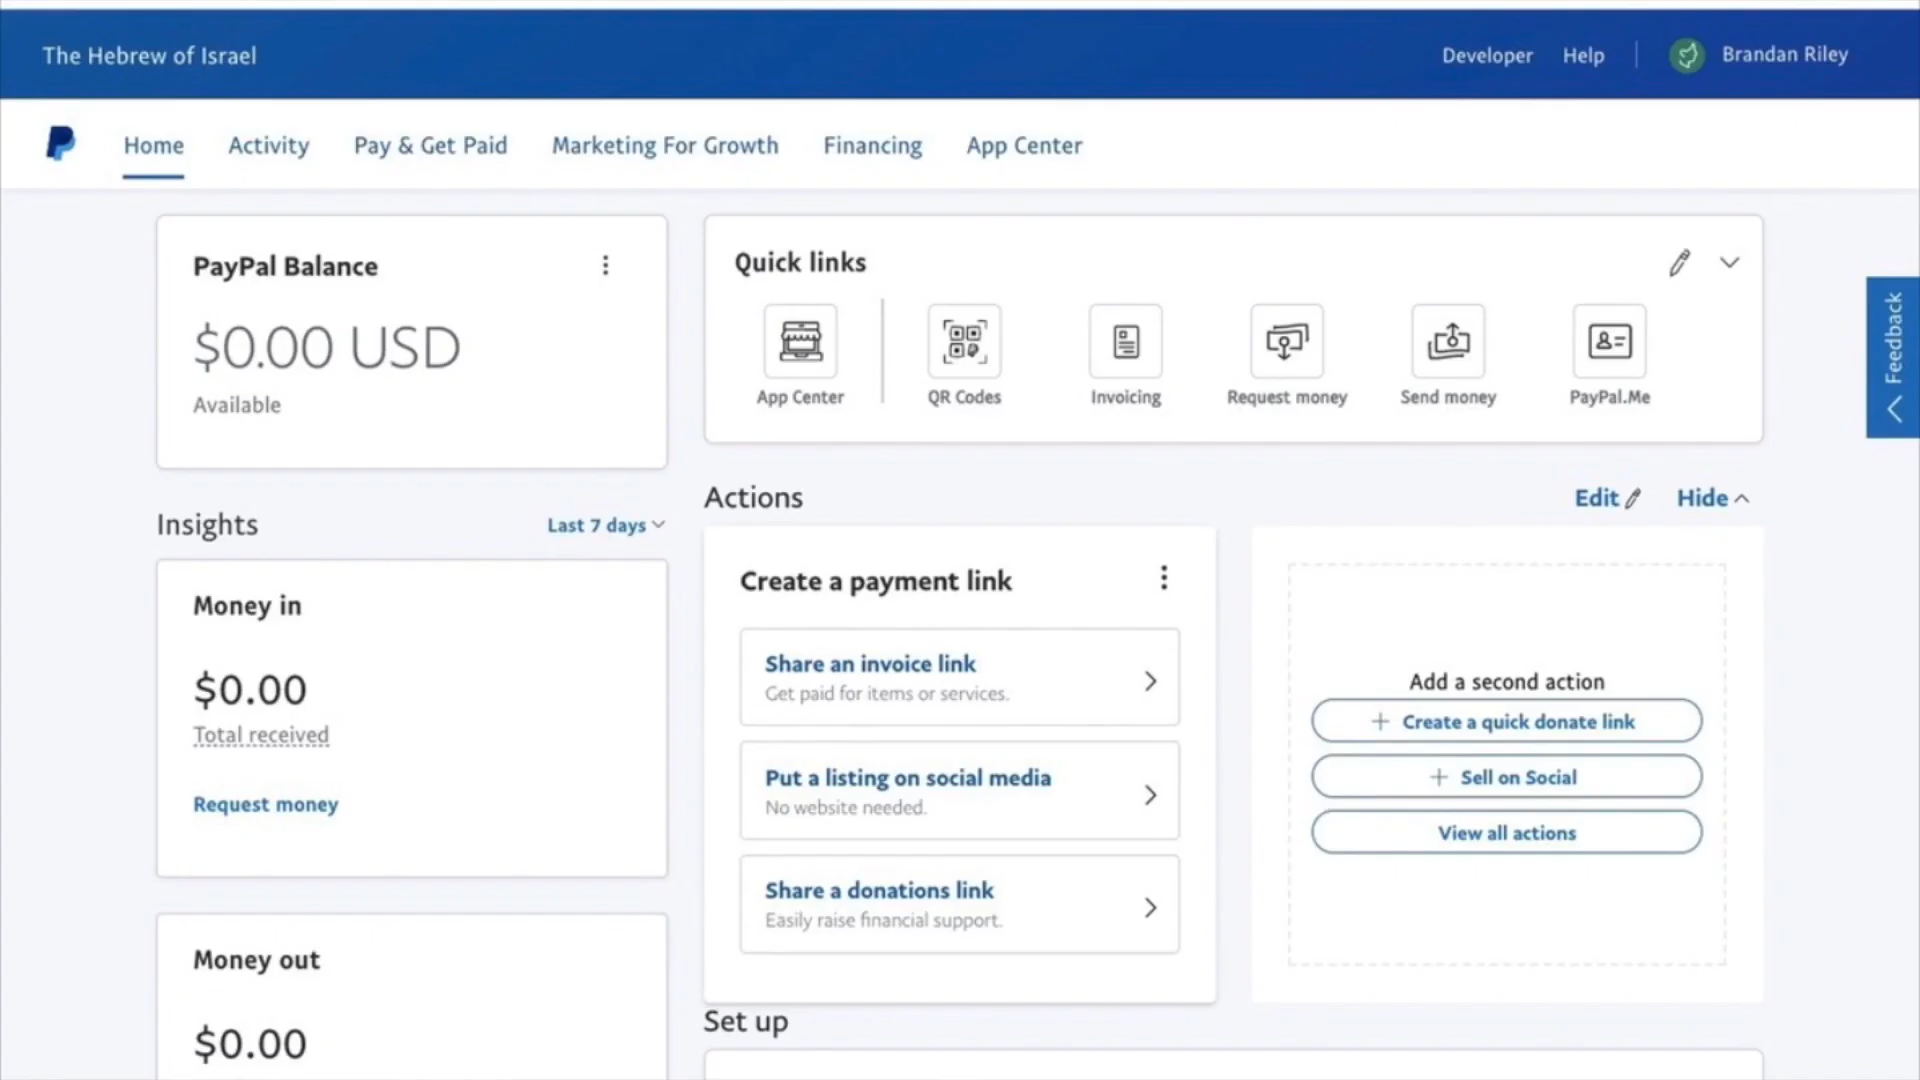 The Hebrew of Israel
Developer
Help
Brandan Riley
Home
Activity
Pay & Get Paid
Marketing For Growth
Financing
App Center
PayPal Balance
$0.00 USD
Available
Quick links
App Center
QR Codes
Invoicing
Request money
Send money
PayPal.Me
Feedback
Insights
Last 7 days
Money in
$0.00
Total received
Request money
Money out
$0.00
Actions
Edit
Hide
Create a payment link
Share an invoice link
Get paid for items or services.
Put a listing on social media
No website needed.
Share a donations link
Easily raise financial support.
Add a second action
+ Create a quick donate link
+ Sell on Social
View all actions
Set up